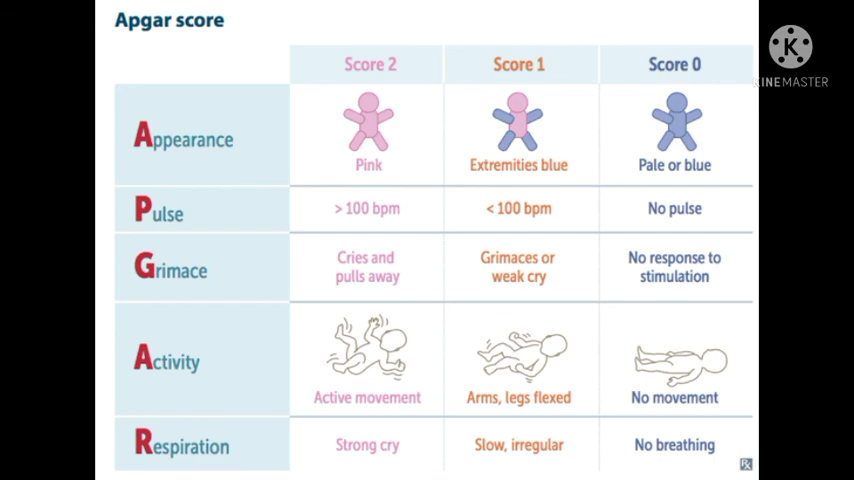 Apgar score
Score 2
Score 1
Score 0
Appearance
Pink
Extremities blue
Pale or blue
Pulse
> 100 bpm
< 100 bpm
No pulse
Grimace
Cries and
pulls away
Grimaces or
weak cry
No response to
stimulation
Activity
Active movement
Arms, legs flexed
No movement
Respiration
Strong cry
Slow, irregular
No breathing
Rx
K
KINEMASTER